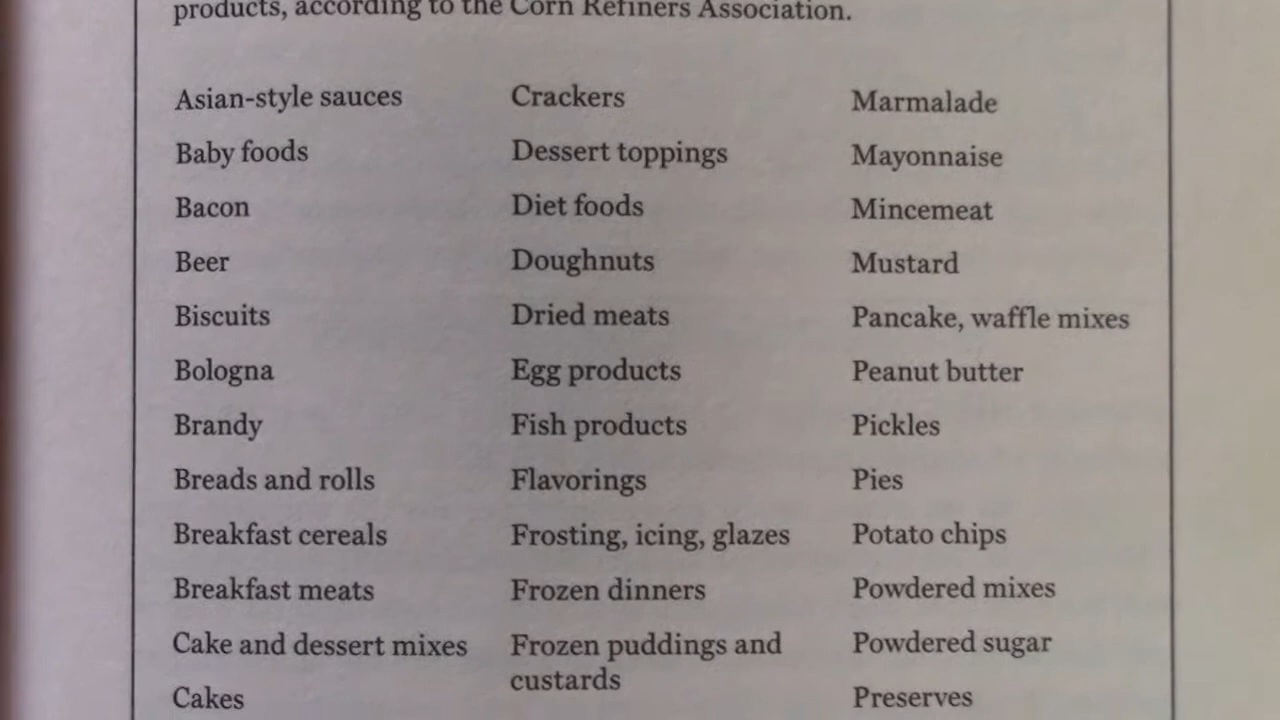 products, according to the Corn Refiners Association.
Asian-style sauces
Baby foods
Bacon
Beer
Biscuits
Bologna
Brandy
Breads and rolls
Breakfast cereals
Breakfast meats
Cake and dessert mixes
Cakes
Crackers
Dessert toppings
Diet foods
Doughnuts
Dried meats
Egg products
Fish products
Flavorings
Frosting, icing, glazes
Frozen dinners
Frozen puddings and
custards
Marmalade
Mayonnaise
Mincemeat
Mustard
Pancake, waffle mixes
Peanut butter
Pickles
Pies
Potato chips
Powdered mixes
Powdered sugar
Preserves